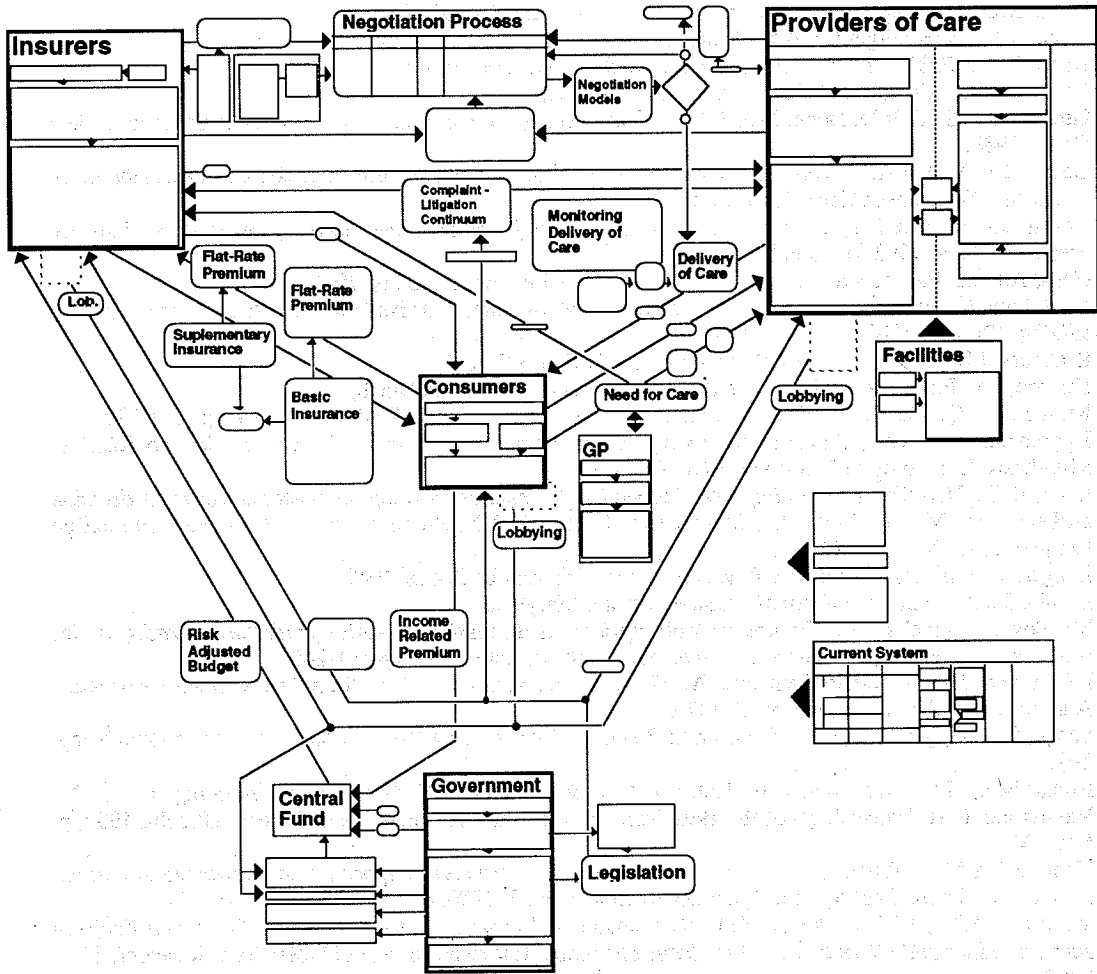 Insurers
Negotiation Process
Providers of Care
Negotiation
Models
Complaint -
Litigation
Continuum
Monitoring
Delivery of
Care
Delivery
of Care
Flat-Rate
Premium
Flat-Rate
Premium
Lob.
Suplementary
Insurance
Basic
Insurance
Consumers
Need for Care
Lobbying
Facilities
GP
Lobbying
Risk
Adjusted
Budget
Income
Related
Premium
Current System
Central
Fund
Government
Legislation